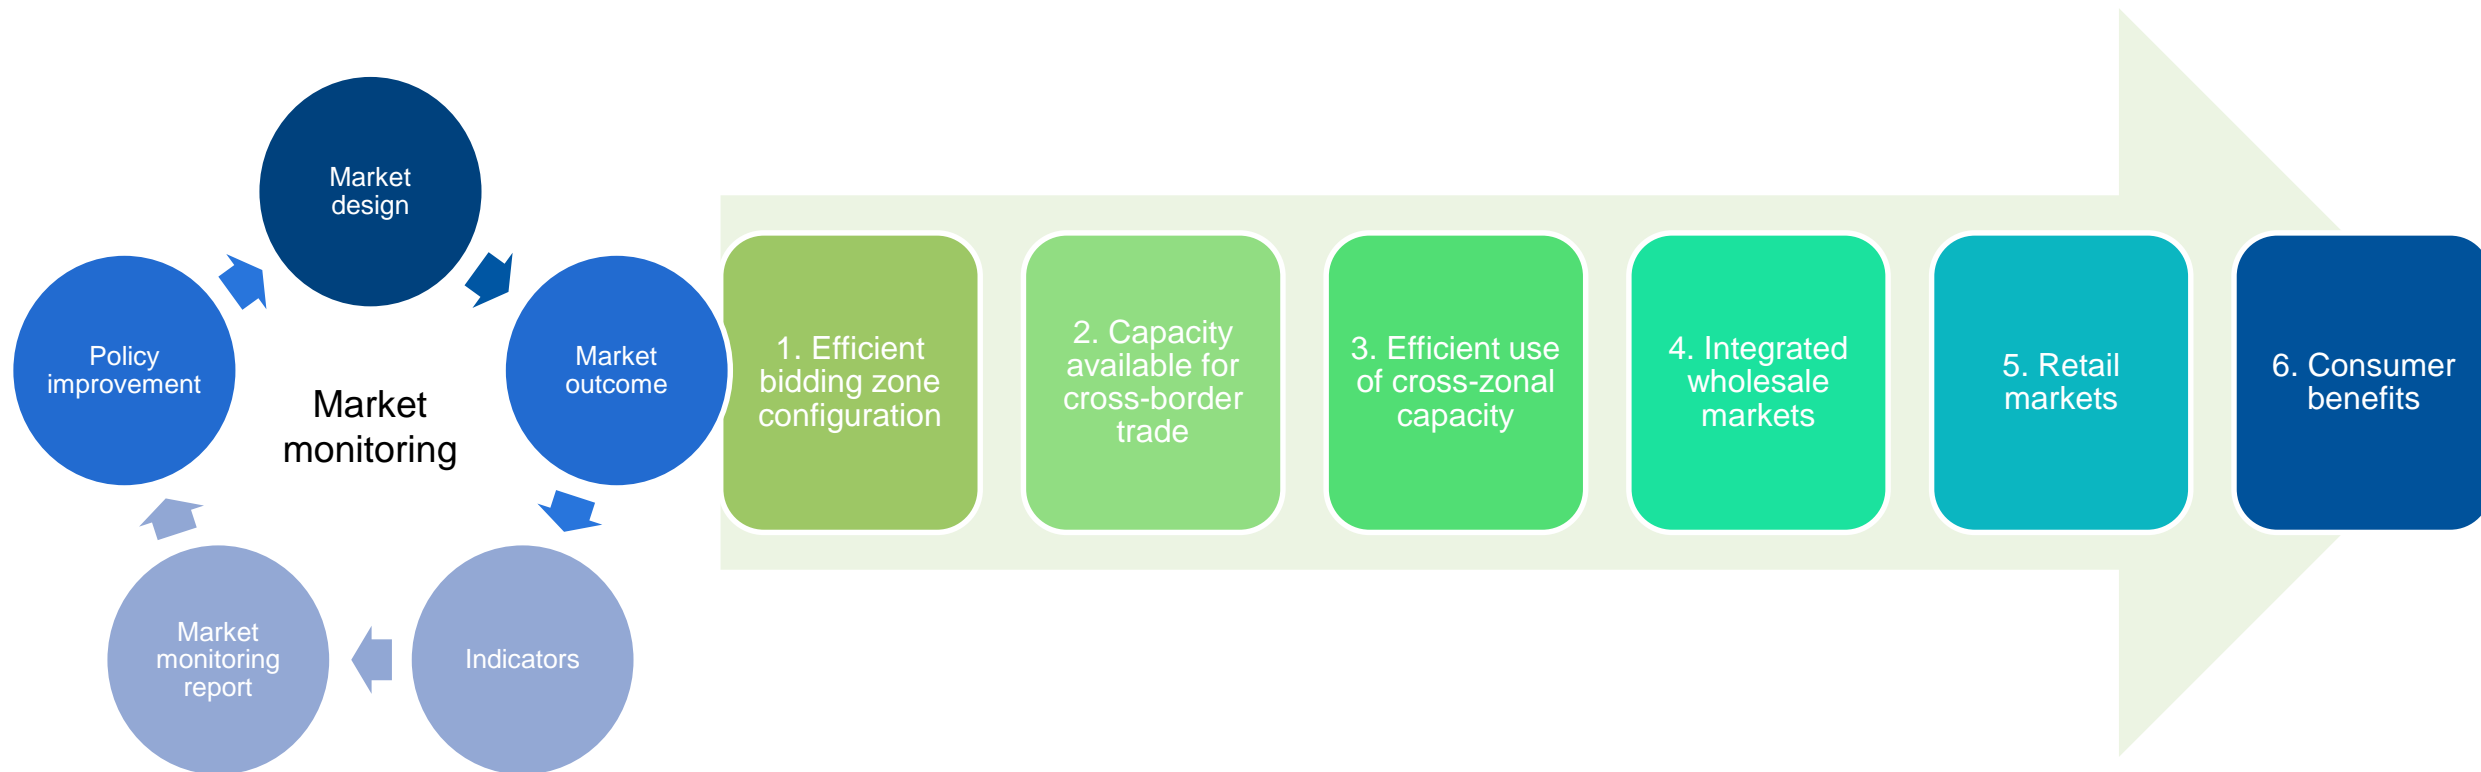 Market
design
Market
outcome
Indicators
Market
monitoring
report
Policy
improvement
Market
monitoring
1. Efficient
bidding zone
configuration
2. Capacity
available for
cross-border
trade
3. Efficient use
of cross-zonal
capacity
4. Integrated
wholesale
markets
5. Retail
markets
6. Consumer
benefits